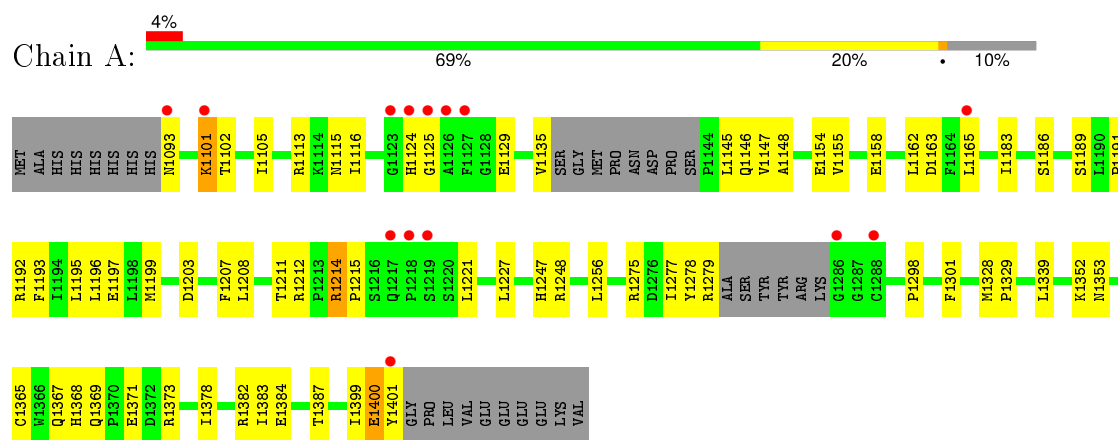 4%
Chain A:
69% 20% • 10%
MET ALA HIS HIS HIS HIS HIS HIS N1093 K1101 T1102 I1105 R1113 K1114 N1115 I1116 G1123 H1124 G1125 A1126 F1127 G1128 E1129 V1135 SER GLY MET PRO ASN ASP PRO SER P1144 L1145 Q1146 V1147 A1148 E1154 V1155 E1158 L1162 D1163 F1164 L1165 I1183 S1186 S1189 L1190 P1191
R1192 F1193 I1194 L1195 L1196 E1197 L1198 M1199 D1203 F1207 L1208 T1211 R1212 P1213 R1214 P1215 S1216 Q1217 P1218 S1219 S1220 L1221 L1227 H1247 R1248 L1256 R1275 D1276 I1277 Y1278 R1279 ALA SER TYR TYR ARG LYS G1286 G1287 C1288 P1298 F1301 M1328 P1329 L1339 K1352 N1353
C1365 W1366 Q1367 H1368 Q1369 P1370 E1371 D1372 R1373 I1378 R1382 I1383 E1384 T1387 I1399 E1400 Y1401 GLY PRO LEU VAL GLU GLU GLU GLU LYS VAL